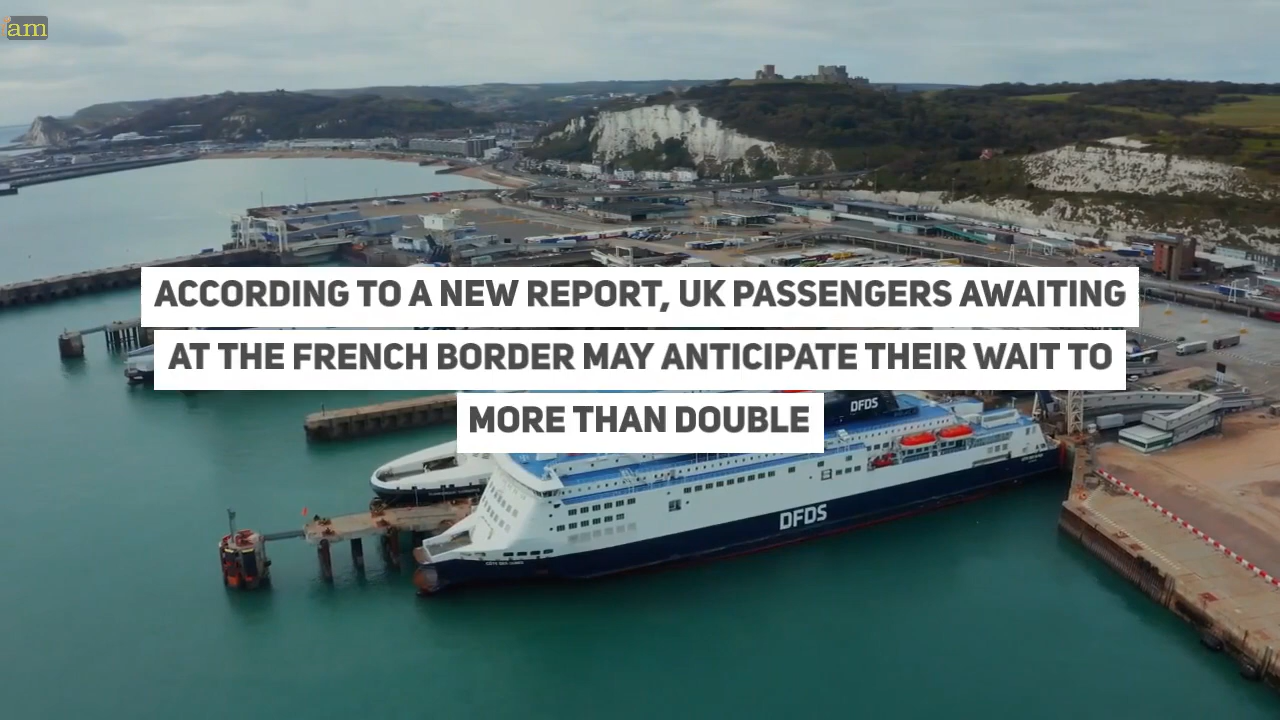 am
ACCORDING TO A NEW REPORT, UK PASSENGERS AWAITING
AT THE FRENCH BORDER MAY ANTICIPATE THEIR WAIT TO
MORE THAN DOUBLE
DFDS
DFDS